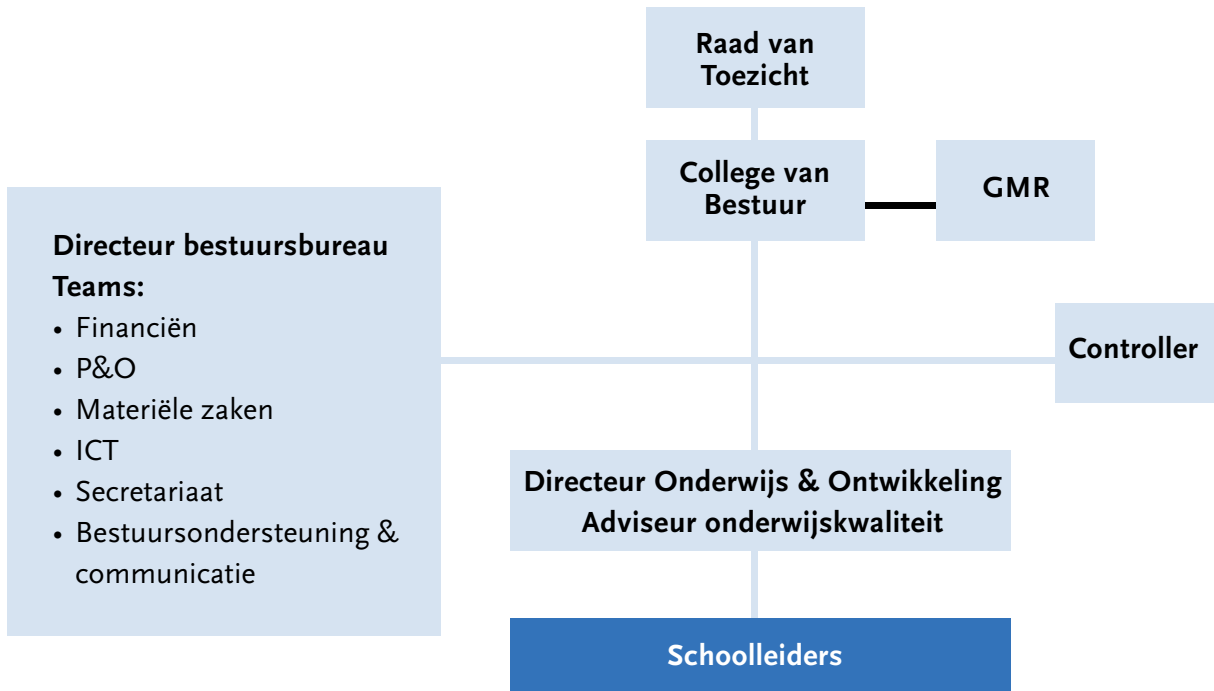 Raad van
Toezicht
College van
Bestuur
GMR
Directeur bestuursbureau
Teams:
• Financiën
• P&O
• Materiële zaken
• ICT
• Secretariaat
• Bestuursondersteuning &
communicatie
Controller
Directeur Onderwijs & Ontwikkeling
Adviseur onderwijskwaliteit
Schoolleiders